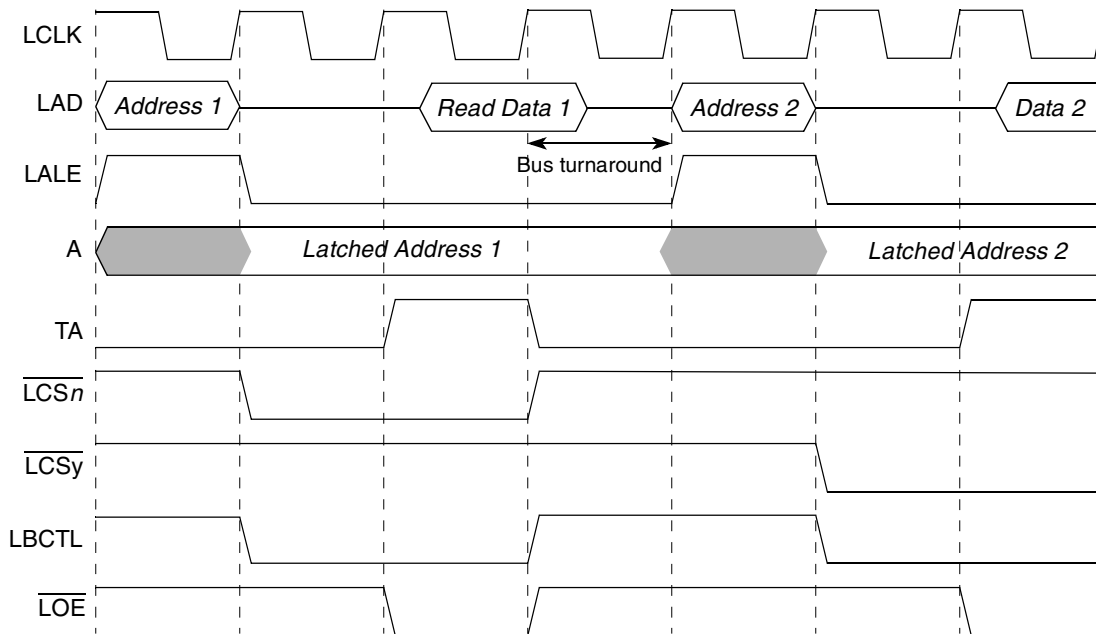 LCLK
LAD Address 1 Read Data 1 Address 2 Data 2
Bus turnaround
LALE
A Latched Address 1 Latched Address 2
TA
LCSn
LCSy
LBCTL
LOE